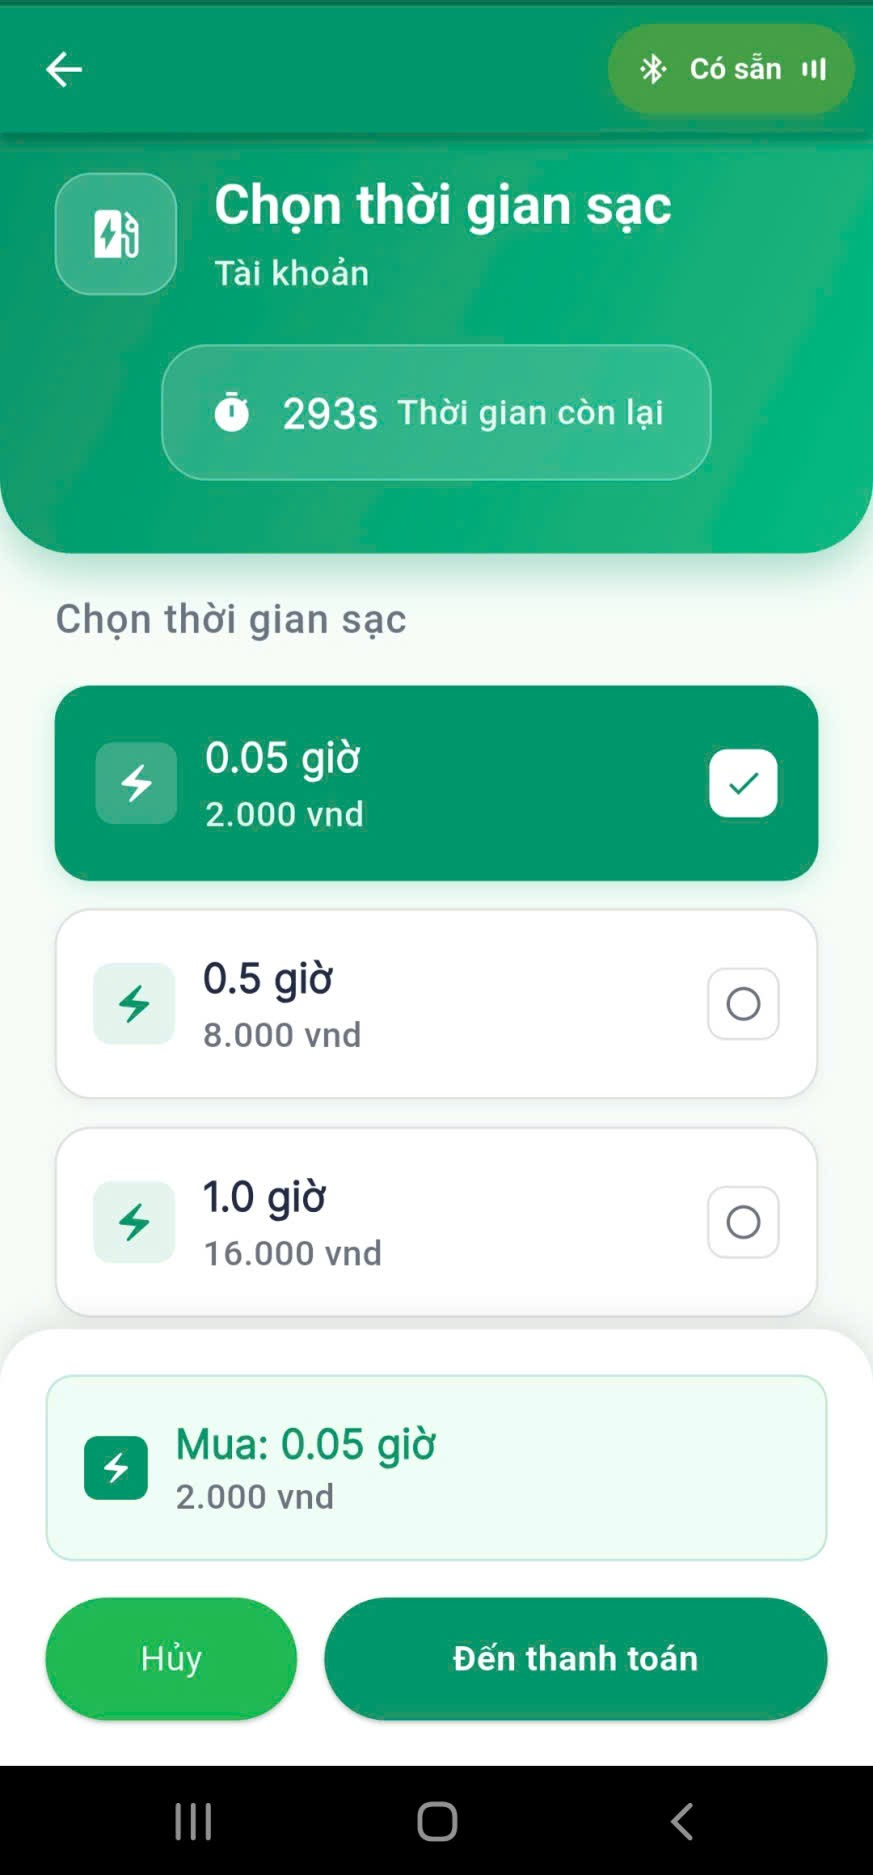 Có sẵn
Chọn thời gian sạc
Tài khoản
293s Thời gian còn lại
Chọn thời gian sạc
0.05 giờ
2.000 vnd
0.5 giờ
8.000 vnd
1.0 giờ
16.000 vnd
Mua: 0.05 giờ
2.000 vnd
Hủy
Đến thanh toán